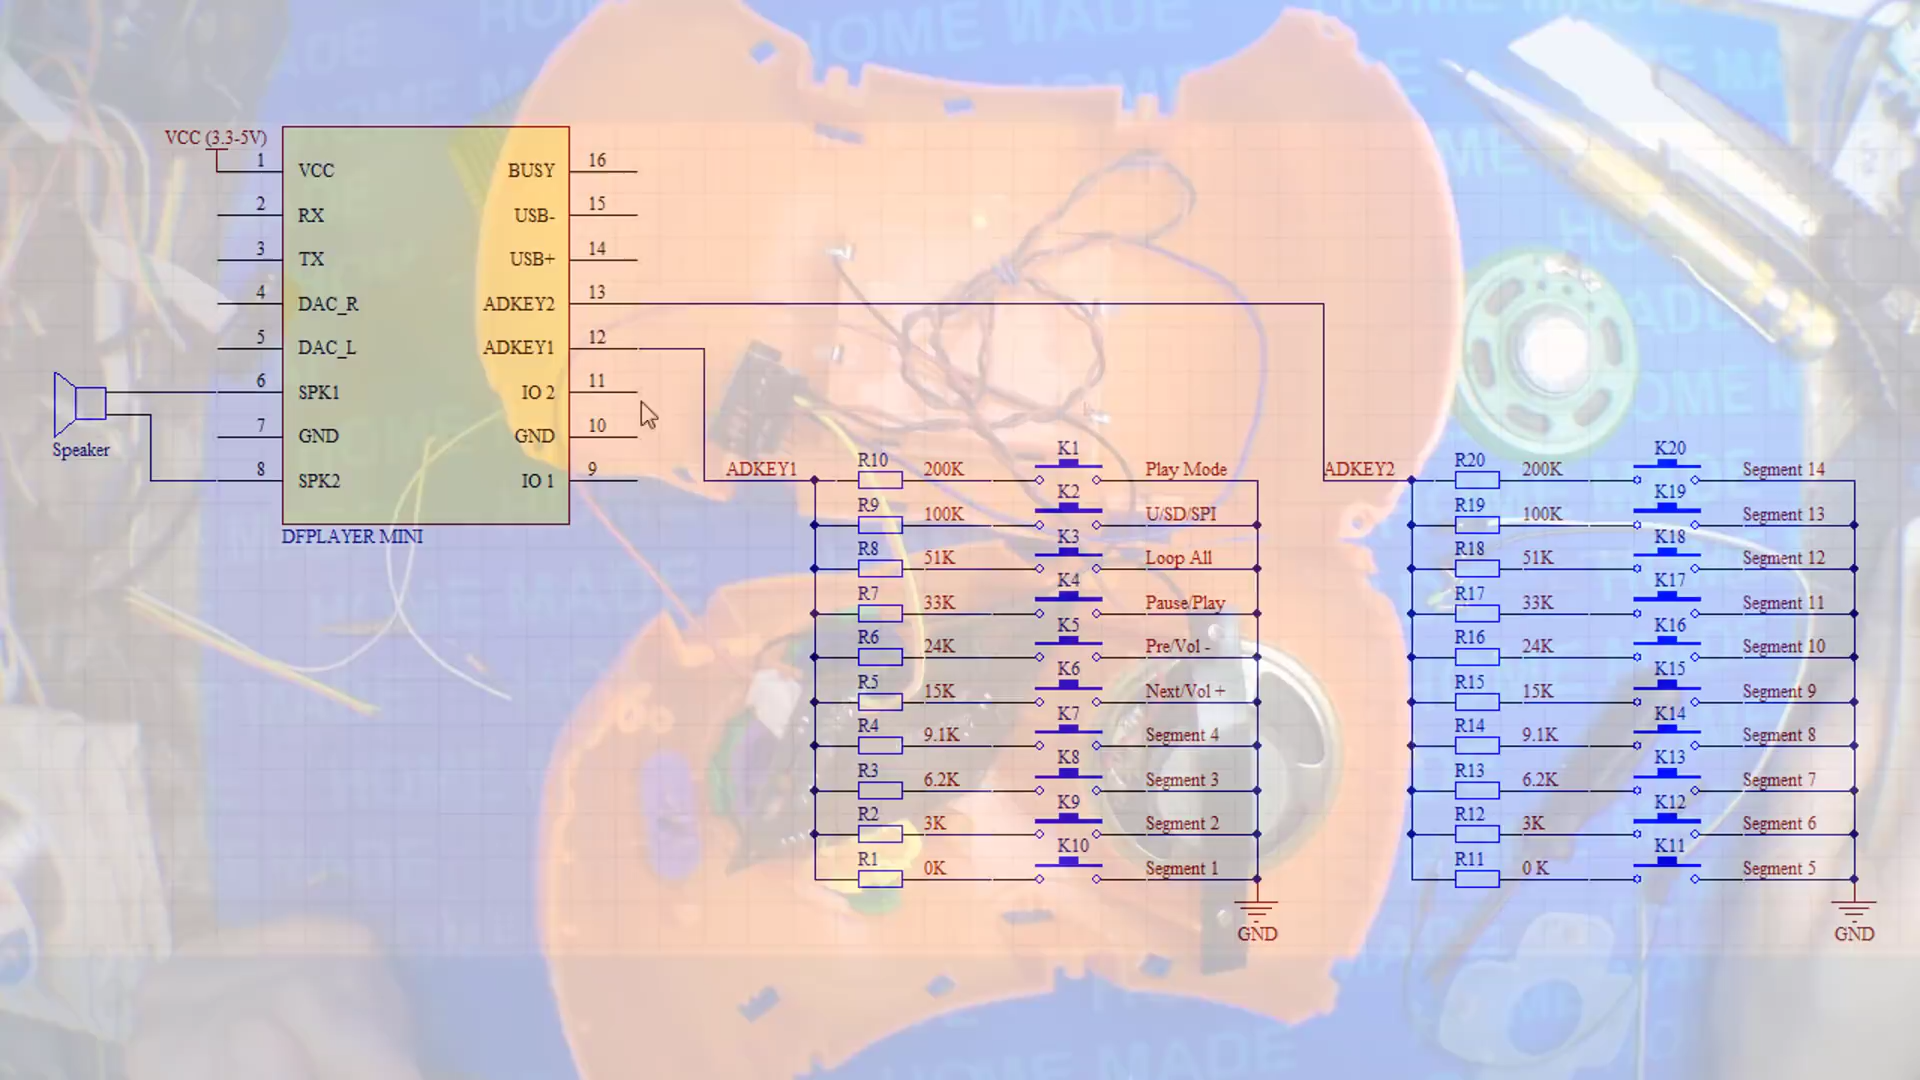 HOME MADE
VCC (3.3-5V)
1 VCC BUSY 16
2 RX USB- 15
3 TX USB+ 14
4 DAC_R ADKEY2 13
5 DAC_L ADKEY1 12
6 SPK1 IO 2 11
7 GND GND 10
8 SPK2 IO 1 9
Speaker
DFPLAYER MINI
ADKEY1 R10 200K K1 Play Mode
R9 100K K2 U/SD/SPI
R8 51K K3 Loop All
R7 33K K4 Pause/Play
R6 24K K5 Pre/Vol -
R5 15K K6 Next/Vol +
R4 9.1K K7 Segment 4
R3 6.2K K8 Segment 3
R2 3K K9 Segment 2
R1 0K K10 Segment 1
GND
ADKEY2 R20 200K K20 Segment 14
R19 100K K19 Segment 13
R18 51K K18 Segment 12
R17 33K K17 Segment 11
R16 24K K16 Segment 10
R15 15K K15 Segment 9
R14 9.1K K14 Segment 8
R13 6.2K K13 Segment 7
R12 3K K12 Segment 6
R11 0 K K11 Segment 5
GND
HOME MADE